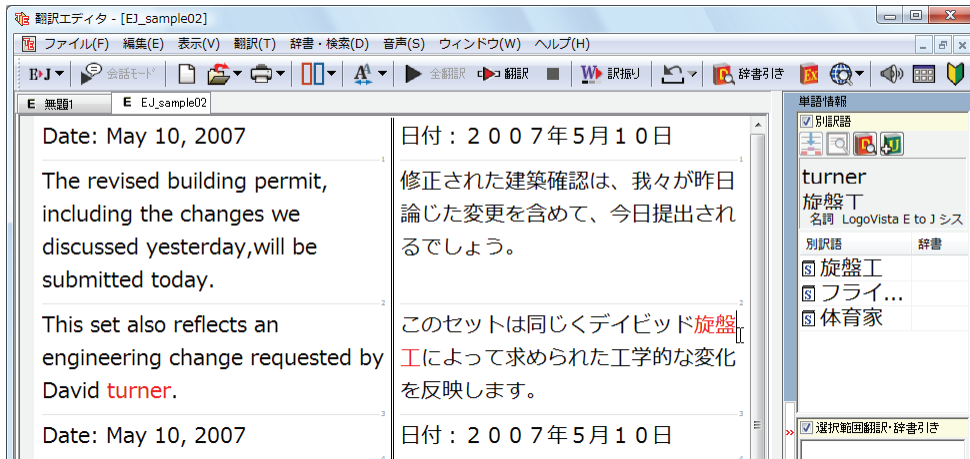 翻訳エディタ - [EJ_sample02]
ファイル(F) 編集(E) 表示(V) 翻訳(T) 辞書・検索(D) 音声(S) ウィンドウ(W) ヘルプ(H)
E▸J 会話モード 全翻訳 翻訳 訳振り 辞書引き
E 無題1 E EJ_sample02
Date: May 10, 2007
The revised building permit,
including the changes we
discussed yesterday,will be
submitted today.
This set also reflects an
engineering change requested by
David turner.
Date: May 10, 2007
日付：２００７年５月１０日
1
修正された建築確認は、我々が昨日
論じた変更を含めて、今日提出され
るでしょう。
2
このセットは同じくデイビッド旋盤
工によって求められた工学的な変化
を反映します。
3
日付：２００７年５月１０日
単語情報
別訳語
turner
旋盤工
名詞 LogoVista E to J シス
別訳語 辞書
S 旋盤工
S フライ...
S 体育家
選択範囲翻訳・辞書引き